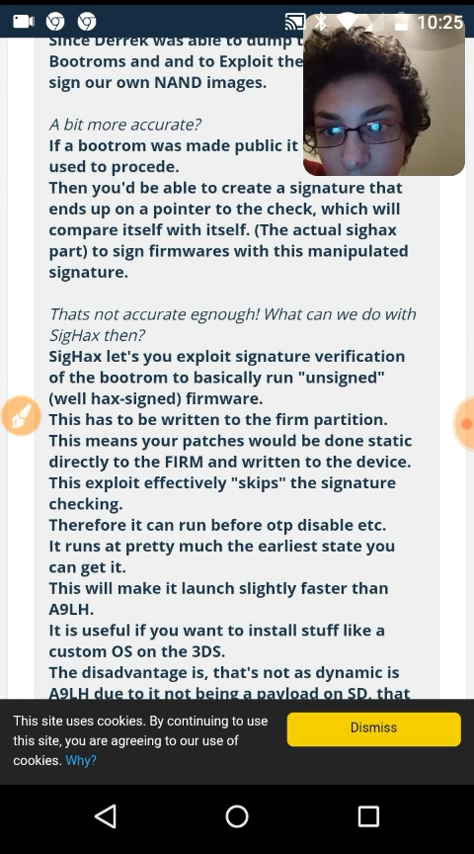 10:25
Since Derrek was able to dump t
Bootroms and and to Exploit the
sign our own NAND images.
A bit more accurate?
If a bootrom was made public it
used to procede.
Then you'd be able to create a signature that
ends up on a pointer to the check, which will
compare itself with itself. (The actual sighax
part) to sign firmwares with this manipulated
signature.
Thats not accurate egnough! What can we do with
SigHax then?
SigHax let's you exploit signature verification
of the bootrom to basically run "unsigned"
(well hax-signed) firmware.
This has to be written to the firm partition.
This means your patches would be done static
directly to the FIRM and written to the device.
This exploit effectively "skips" the signature
checking.
Therefore it can run before otp disable etc.
It runs at pretty much the earliest state you
can get it.
This will make it launch slightly faster than
A9LH.
It is useful if you want to install stuff like a
custom OS on the 3DS.
The disadvantage is, that's not as dynamic is
A9LH due to it not being a payload on SD, that
This site uses cookies. By continuing to use
this site, you are agreeing to our use of
cookies. Why?
Dismiss